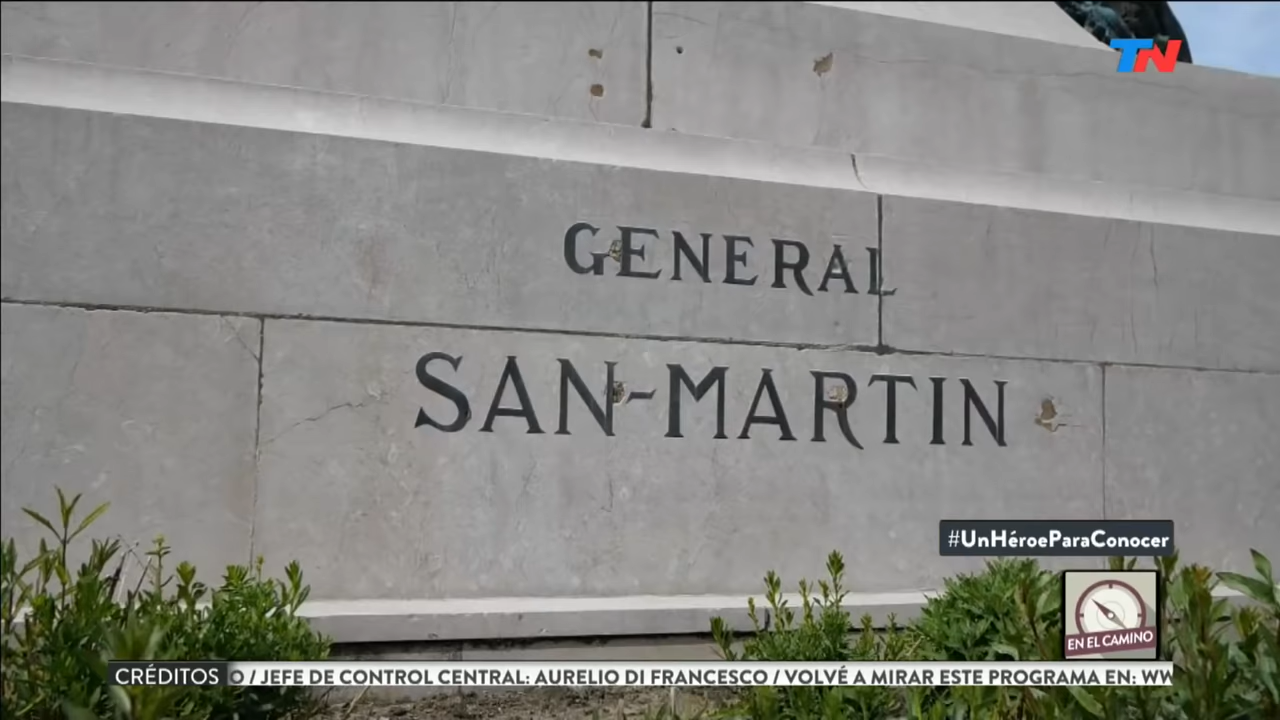 TN
GENERAL
SAN-MARTIN
#UnHéroeParaConocer
EN EL CAMINO
CRÉDITOS
O / JEFE DE CONTROL CENTRAL: AURELIO DI FRANCESCO / VOLVÉ A MIRAR ESTE PROGRAMA EN: WW